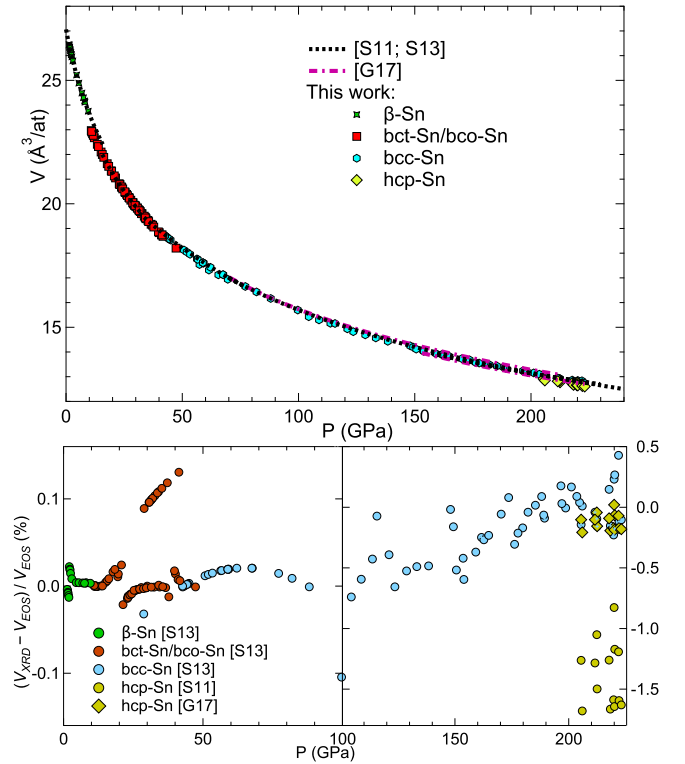 25
20
15
V (Å³/at)
[S11; S13]
[G17]
This work:
β-Sn
bct-Sn/bco-Sn
bcc-Sn
hcp-Sn
0 50 100 150 200
P (GPa)
0.1
0.0
-0.1
(V_XRD − V_EOS) / V_EOS (%)
β-Sn [S13]
bct-Sn/bco-Sn [S13]
bcc-Sn [S13]
hcp-Sn [S11]
hcp-Sn [G17]
0.5
0.0
-0.5
-1.0
-1.5
0 50 100 150 200
P (GPa)